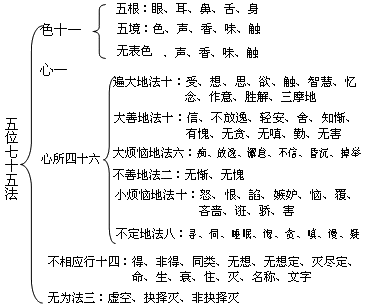 五位七十五法
色十一
五根：眼、耳、鼻、舌、身
五境：色、声、香、味、触
无表色 、声、香、味、触
心一
心所四十六
遍大地法十：受、想、思、欲、触、智慧、忆
念、作意、胜解、三摩地
大善地法十：信、不放逸、轻安、舍、知惭、
有愧、无贪、无嗔、勤、无害
大烦恼地法六：痴、放逸、懈怠、不信、昏沉、掉举
不善地法二：无惭、无愧
小烦恼地法十：怒、恨、諂、嫉妒、恼、覆、
吝啬、诳、骄、害
不定地法八：寻、伺、睡眠、悔、贪、嗔、慢、疑
不相应行十四：得、非得、同类、无想、无想定、灭尽定、
命、生、衰、住、灭、名称、文字
无为法三：虚空、抉择灭、非抉择灭